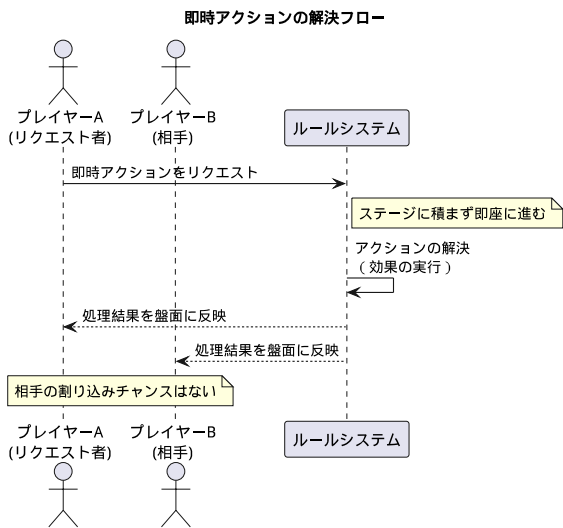 即時アクションの解決フロー
プレイヤーA
(リクエスト者)
プレイヤーB
(相手)
ルールシステム
即時アクションをリクエスト
ステージに積まず即座に進む
アクションの解決
（効果の実行）
処理結果を盤面に反映
処理結果を盤面に反映
相手の割り込みチャンスはない
プレイヤーA
(リクエスト者)
プレイヤーB
(相手)
ルールシステム